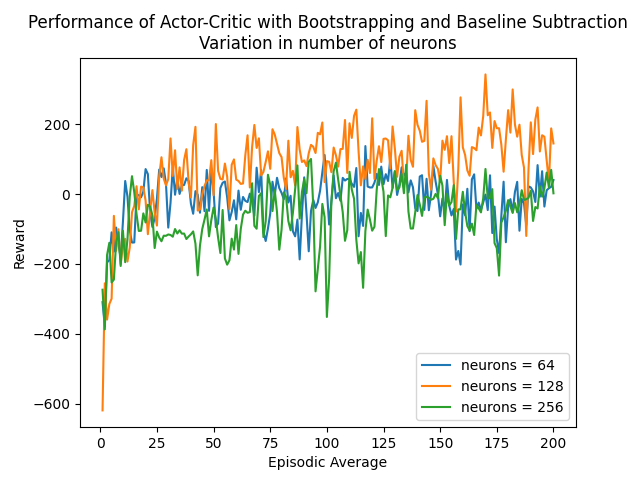 Performance of Actor-Critic with Bootstrapping and Baseline Subtraction
Variation in number of neurons
Reward
200
0
−200
−400
−600
0 25 50 75 100 125 150 175 200
Episodic Average
neurons = 64
neurons = 128
neurons = 256